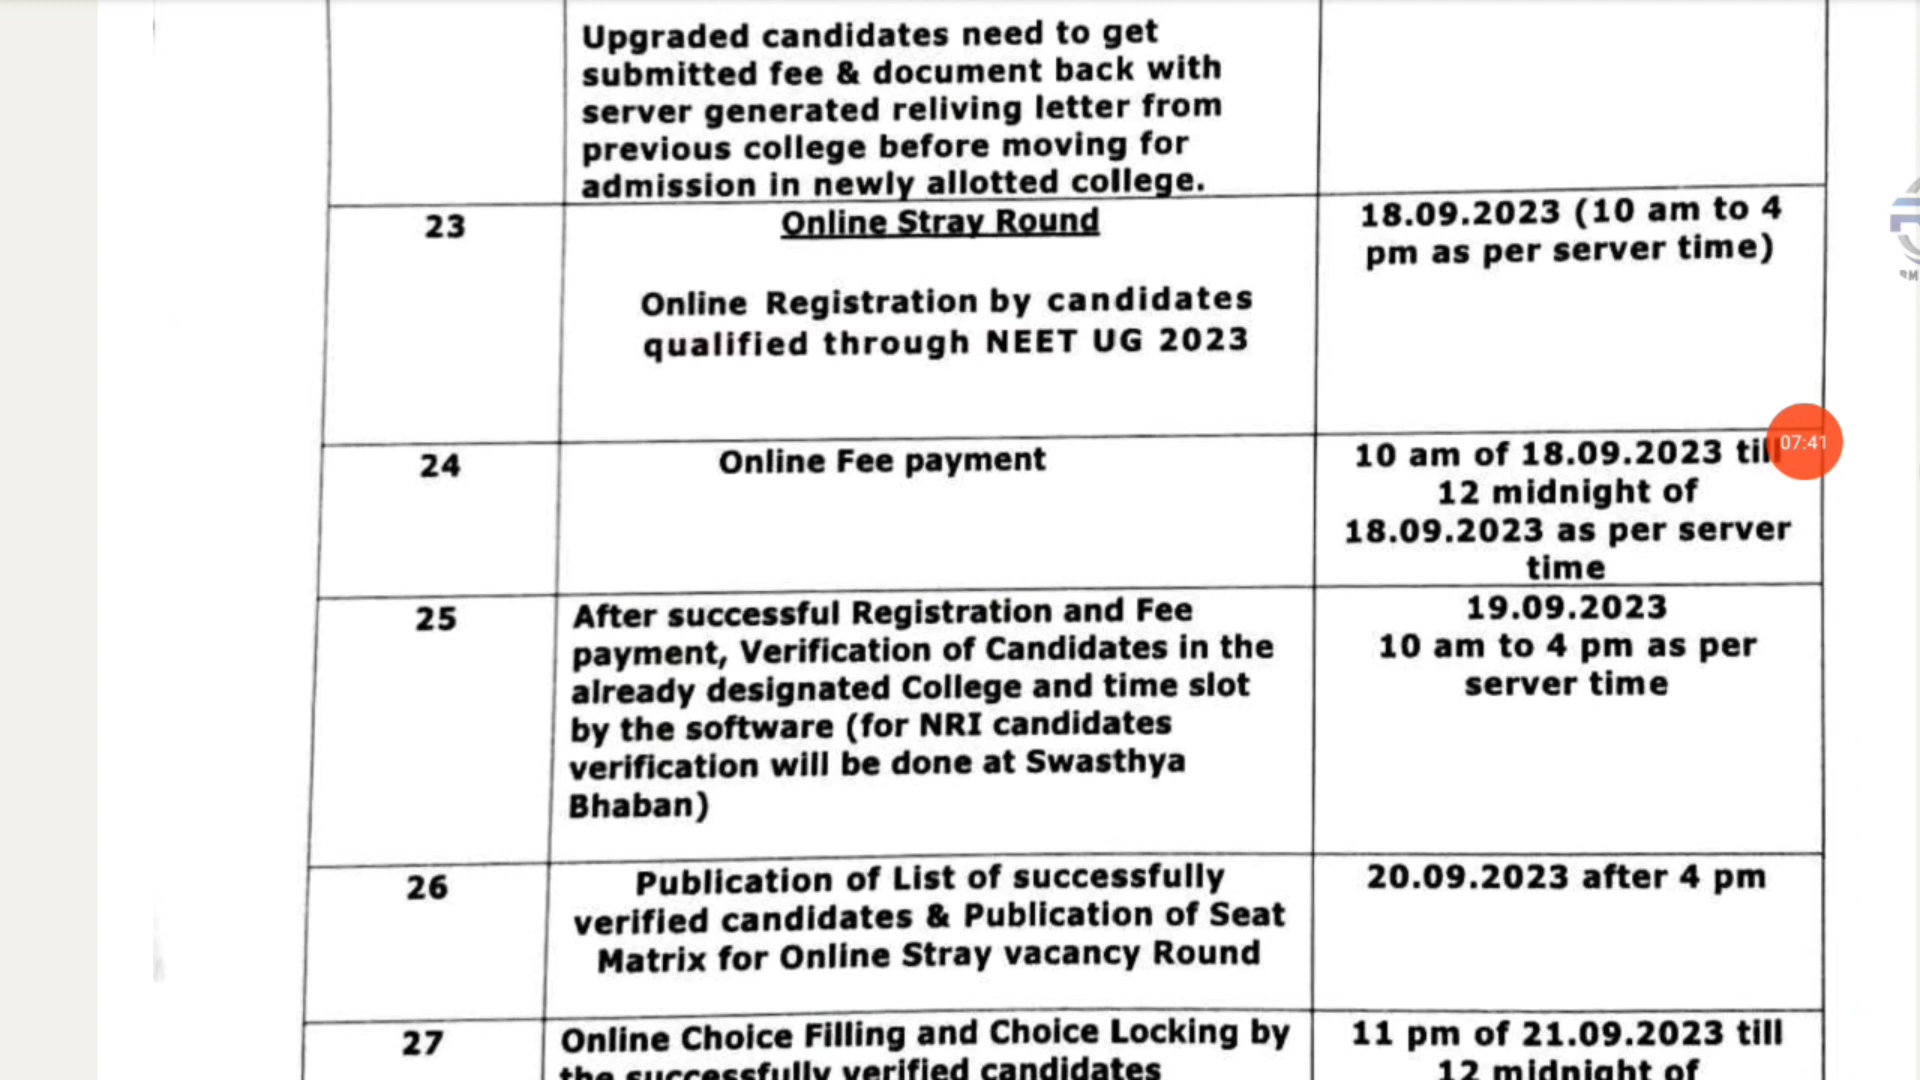 Upgraded candidates need to get
submitted fee & document back with
server generated reliving letter from
previous college before moving for
admission in newly allotted college.
23
Online Stray Round
18.09.2023 (10 am to 4
pm as per server time)
Online Registration by candidates
qualified through NEET UG 2023
24
Online Fee payment
10 am of 18.09.2023 till
12 midnight of
18.09.2023 as per server
time
07:41
25
After successful Registration and Fee
payment, Verification of Candidates in the
already designated College and time slot
by the software (for NRI candidates
verification will be done at Swasthya
Bhaban)
19.09.2023
10 am to 4 pm as per
server time
26
Publication of List of successfully
verified candidates & Publication of Seat
Matrix for Online Stray vacancy Round
20.09.2023 after 4 pm
27
Online Choice Filling and Choice Locking by
the successfully verified candidates
11 pm of 21.09.2023 till
12 midnight of